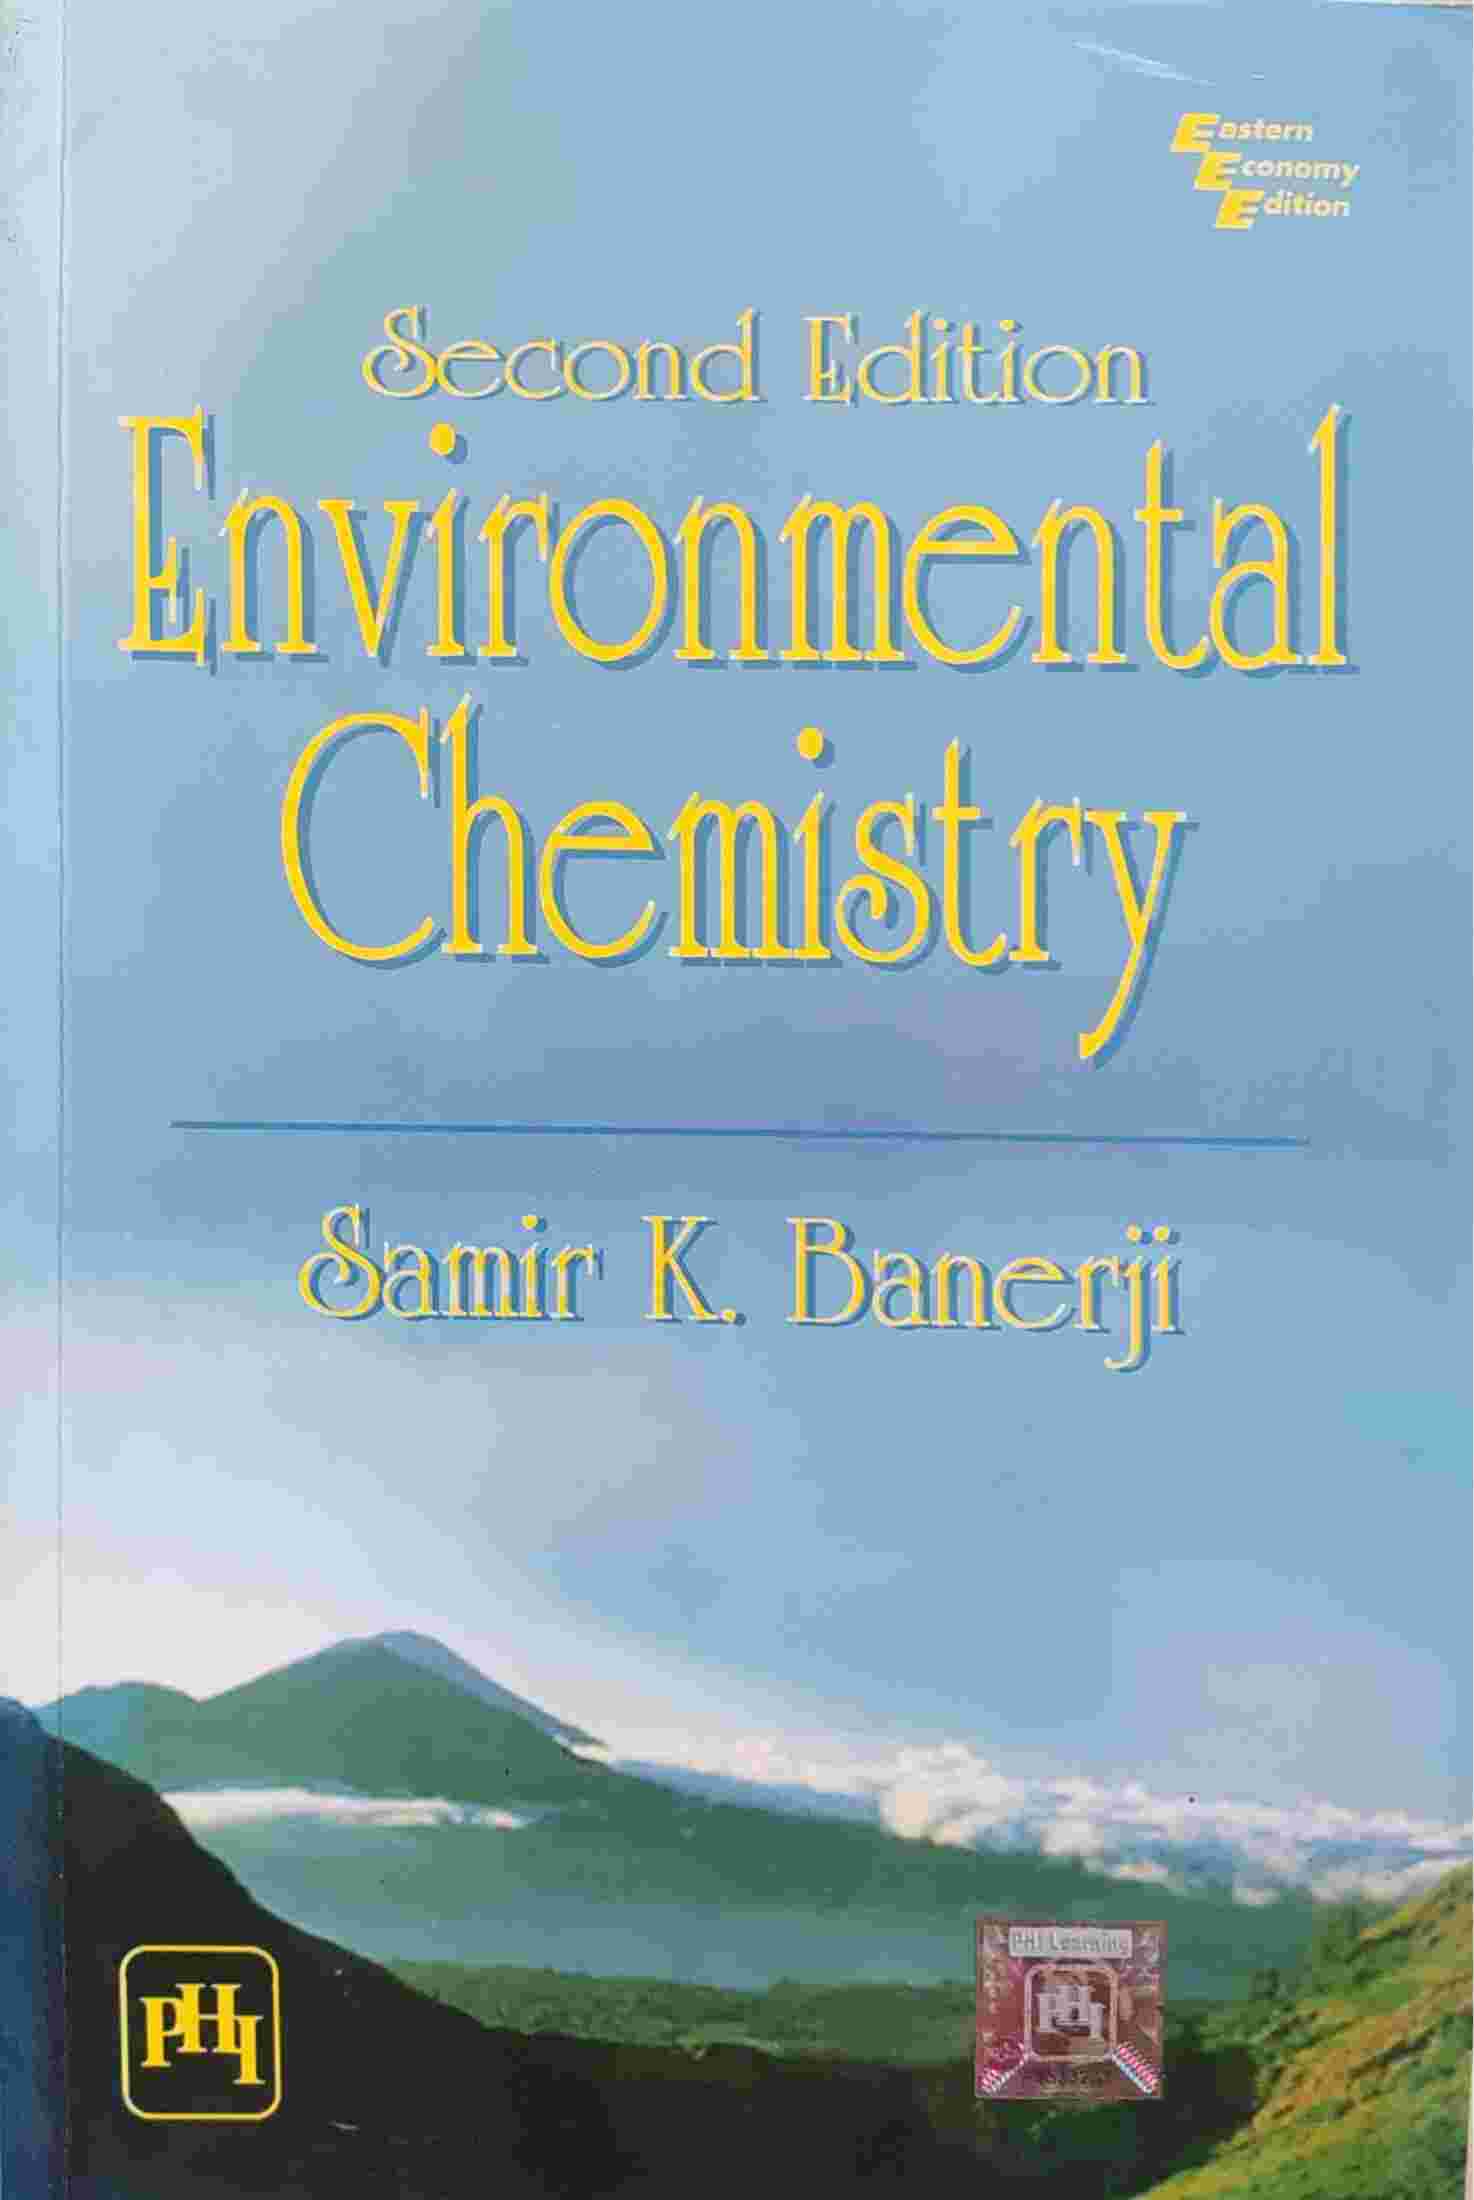 Eastern
Economy
Edition
Second Edition
Environmental
Chemistry
Samir K. Banerji
PHI
PHI Learning
PHI